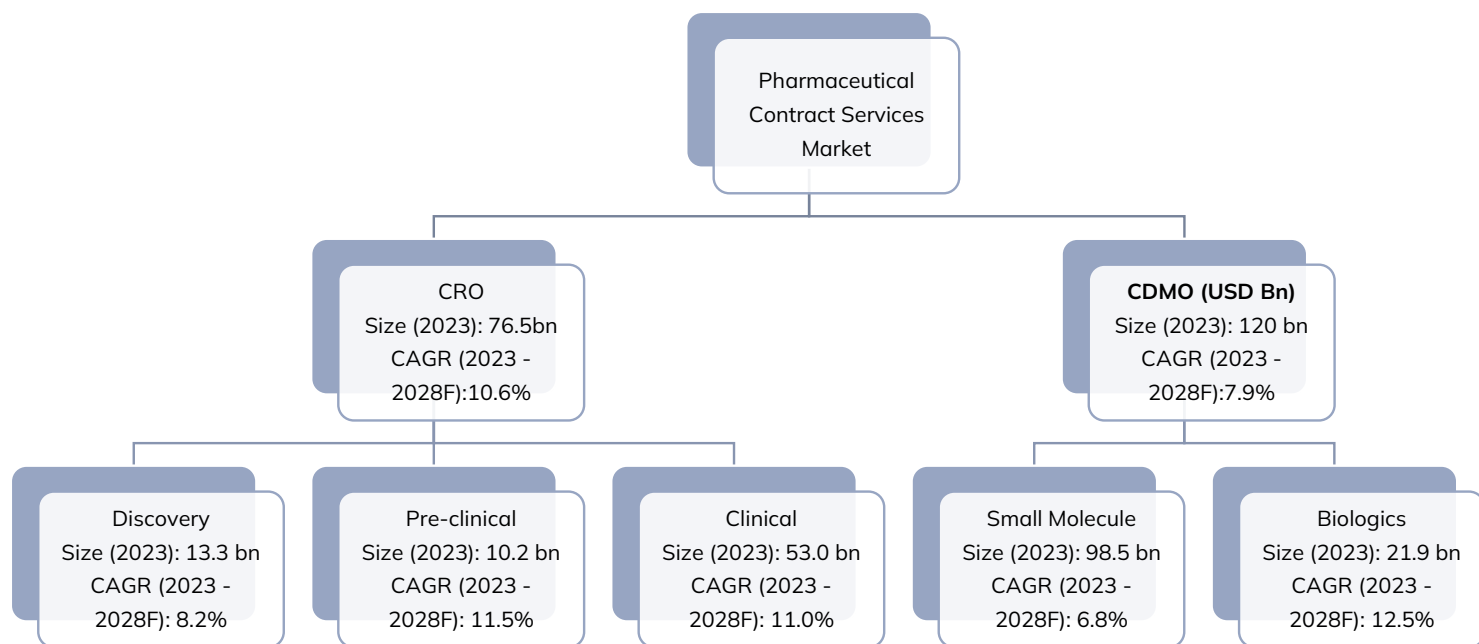 Pharmaceutical
Contract Services
Market
CRO
Size (2023): 76.5bn
CAGR (2023 -
2028F):10.6%
CDMO (USD Bn)
Size (2023): 120 bn
CAGR (2023 -
2028F):7.9%
Discovery
Size (2023): 13.3 bn
CAGR (2023 -
2028F): 8.2%
Pre-clinical
Size (2023): 10.2 bn
CAGR (2023 -
2028F): 11.5%
Clinical
Size (2023): 53.0 bn
CAGR (2023 -
2028F): 11.0%
Small Molecule
Size (2023): 98.5 bn
CAGR (2023 -
2028F): 6.8%
Biologics
Size (2023): 21.9 bn
CAGR (2023 -
2028F): 12.5%